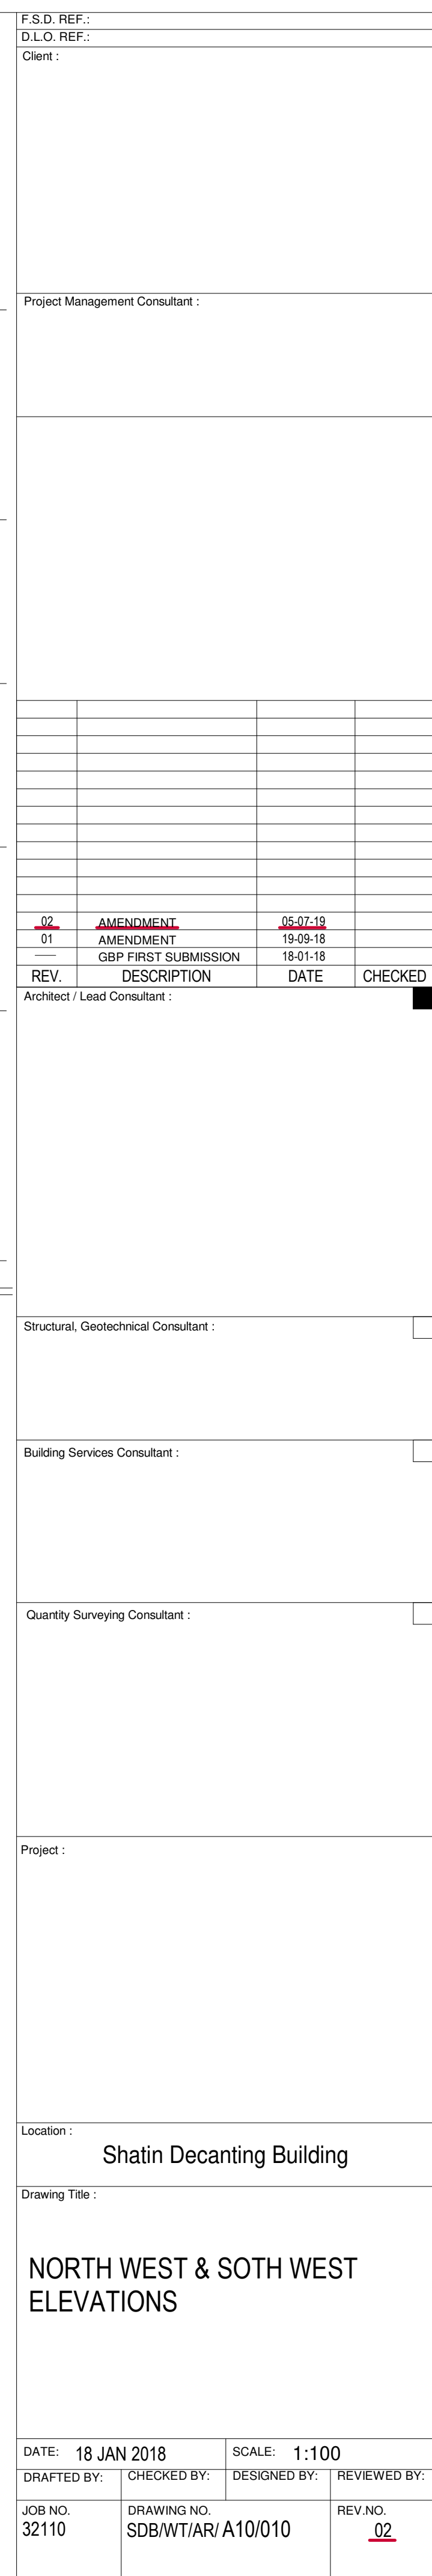 F.S.D. REF.:
D.L.O. REF.:
Client :
Project Management Consultant :
02 AMENDMENT 05-07-19
01 AMENDMENT 19-09-18
— GBP FIRST SUBMISSION 18-01-18
REV. DESCRIPTION DATE CHECKED
Architect / Lead Consultant :
Structural, Geotechnical Consultant :
Building Services Consultant :
Quantity Surveying Consultant :
Project :
Location :
Shatin Decanting Building
Drawing Title :
NORTH WEST & SOTH WEST
ELEVATIONS
DATE: 18 JAN 2018 SCALE: 1:100
DRAFTED BY: CHECKED BY: DESIGNED BY: REVIEWED BY:
JOB NO. DRAWING NO. REV.NO.
32110 SDB/WT/AR/ A10/010 02